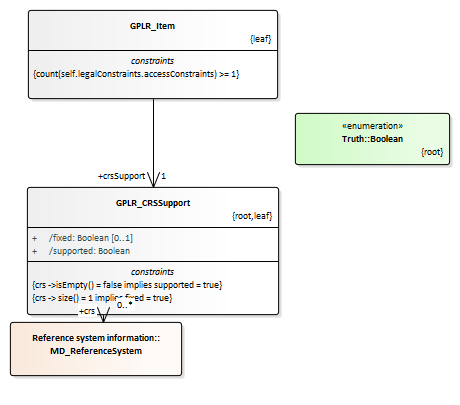 GPLR_Item
{leaf}
constraints
{count(self.legalConstraints.accessConstraints) >= 1}
«enumeration»
Truth::Boolean
{root}
+crsSupport
1
GPLR_CRSSupport
{root,leaf}
+ /fixed: Boolean [0..1]
+ /supported: Boolean
constraints
{crs ->isEmpty() = false implies supported = true}
{crs -> size() = 1 implies fixed = true}
+crs
0..*
Reference system information::
MD_ReferenceSystem